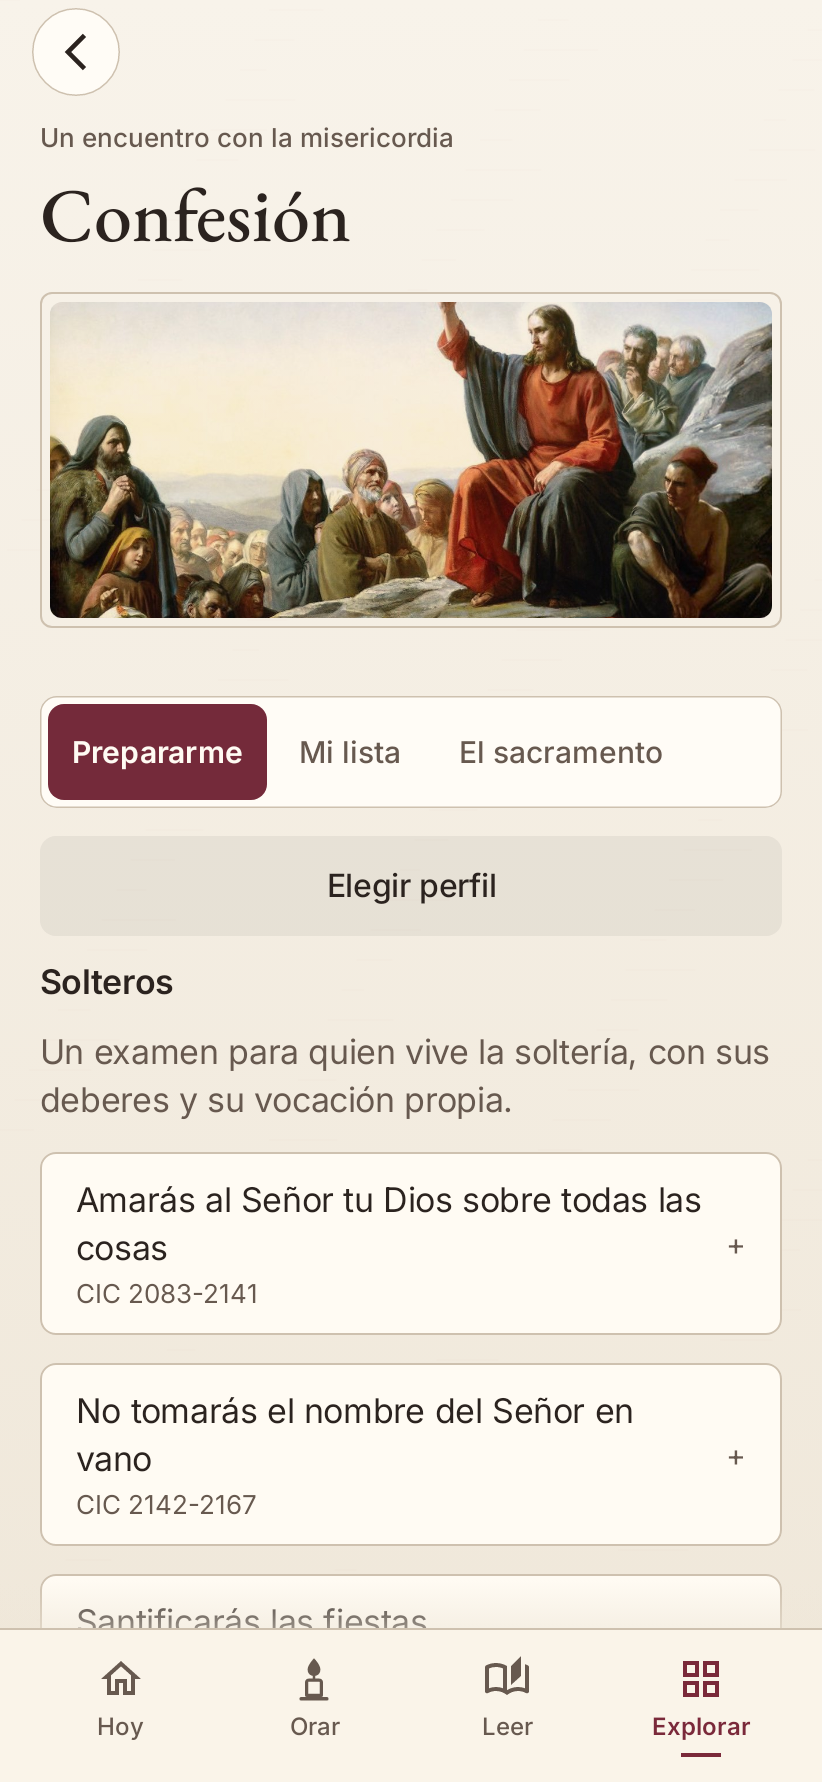 Un encuentro con la misericordia
Confesión
Prepararme
Mi lista
El sacramento
Elegir perfil
Solteros
Un examen para quien vive la soltería, con sus
deberes y su vocación propia.
Amarás al Señor tu Dios sobre todas las
cosas
CIC 2083-2141
+
No tomarás el nombre del Señor en
vano
CIC 2142-2167
+
Santificarás las fiestas
Hoy
Orar
Leer
Explorar